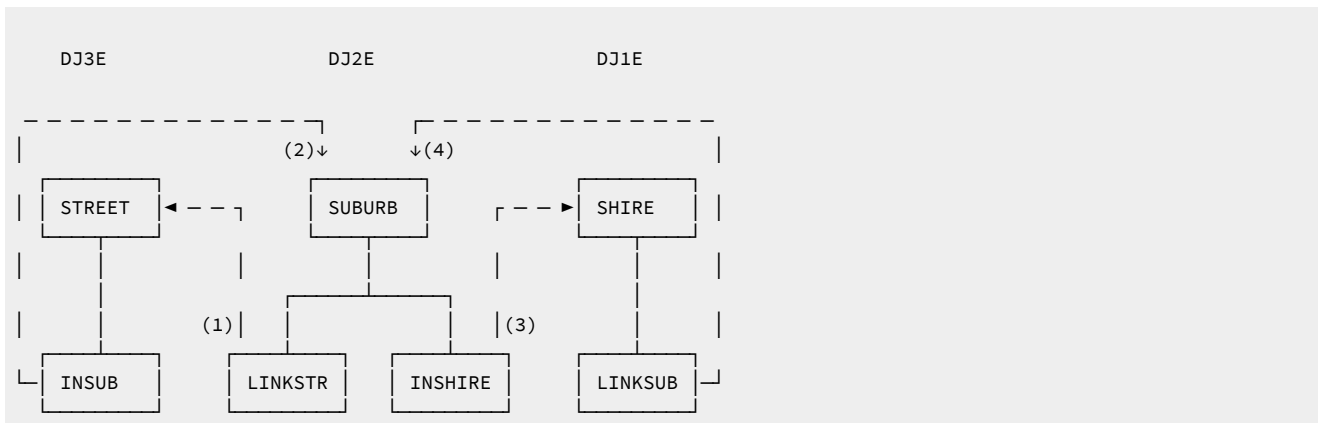 DJ3E DJ2E DJ1E
(2)↓ ↓(4)
STREET SUBURB SHIRE
(1) (3)
INSUB LINKSTR INSHIRE LINKSUB